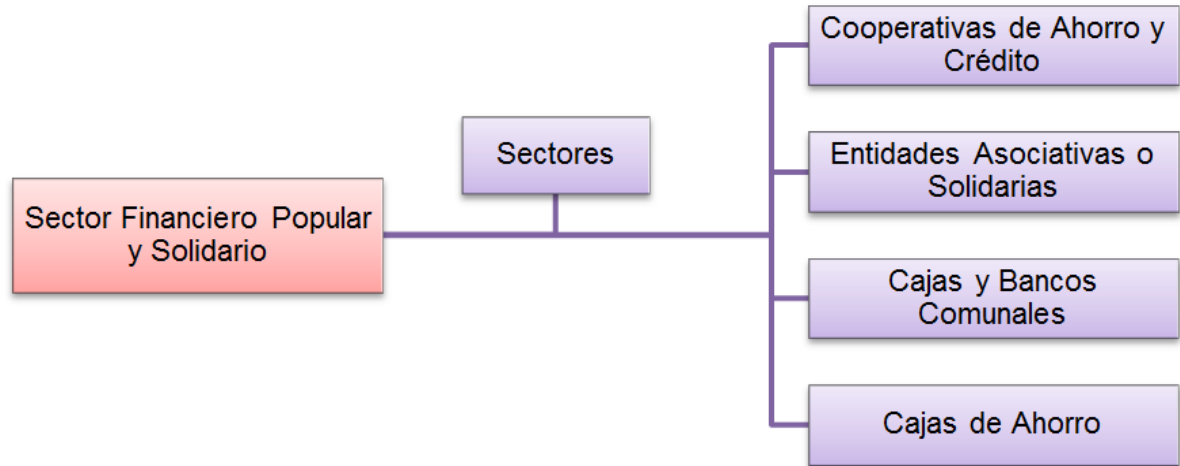 Sector Financiero Popular
y Solidario
Sectores
Cooperativas de Ahorro y
Crédito
Entidades Asociativas o
Solidarias
Cajas y Bancos
Comunales
Cajas de Ahorro